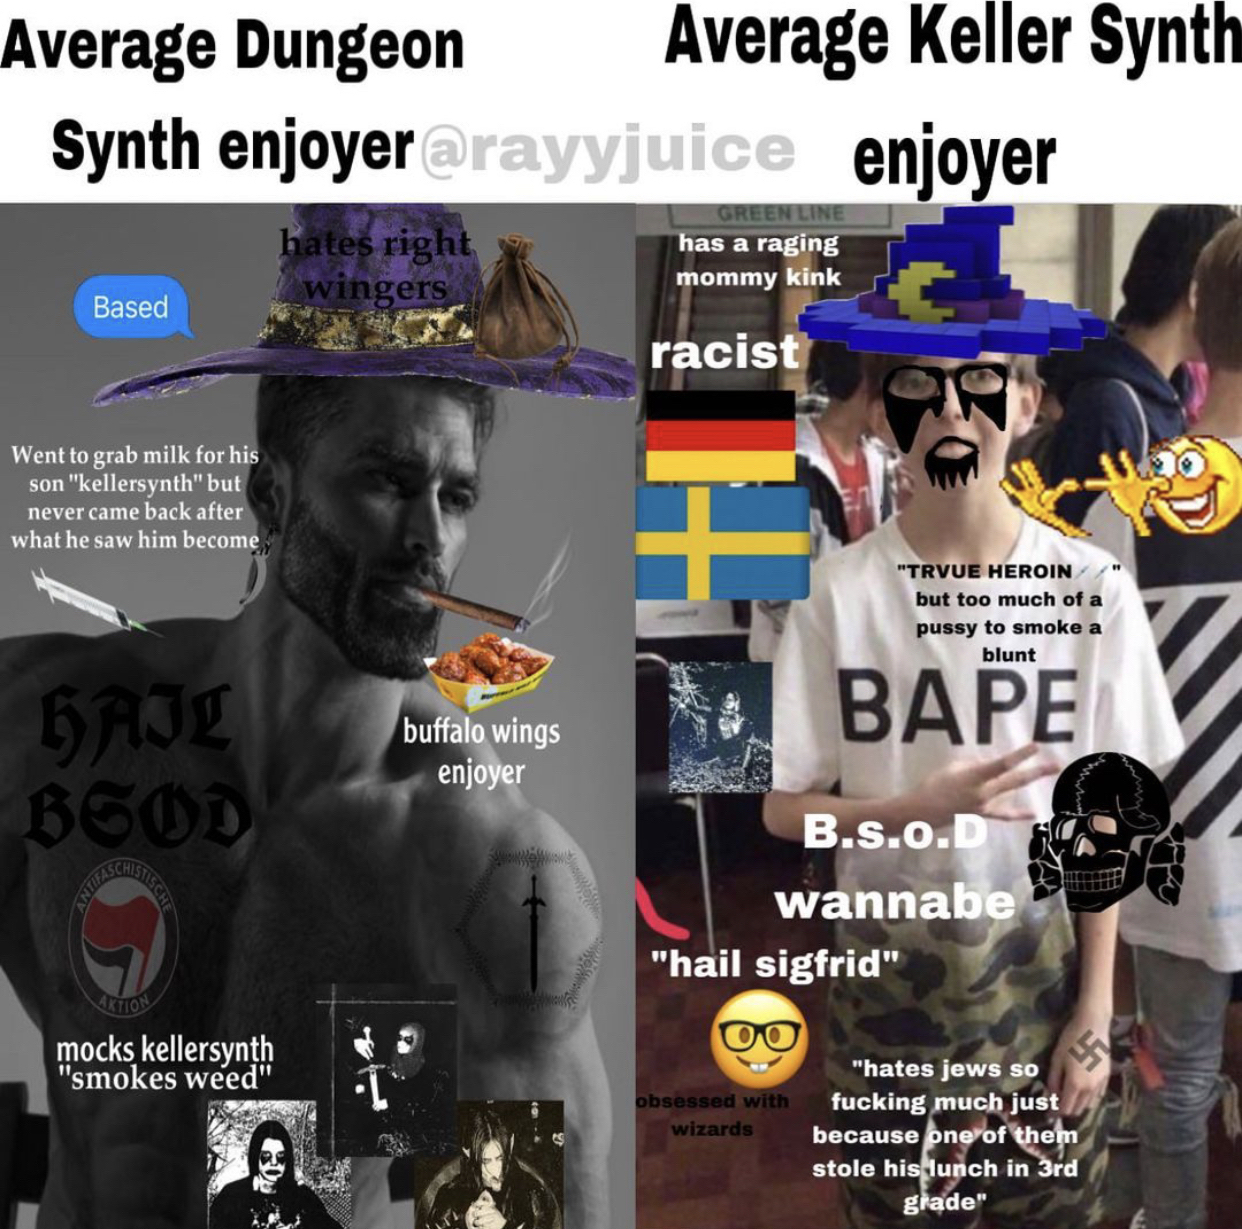 Average Dungeon
Synth enjoyer
@rayyjuice
Average Keller Synth
enjoyer
hates right
wingers
Based
Went to grab milk for his
son "kellersynth" but
never came back after
what he saw him become
buffalo wings
enjoyer
HAIL
BSOD
ANTIFASCHISTISCHE
AKTION
mocks kellersynth
"smokes weed"
GREEN LINE
has a raging
mommy kink
racist
"TRVUE HEROIN "
but too much of a
pussy to smoke a
blunt
BAPE
B.s.o.D
wannabe
"hail sigfrid"
obsessed with
wizards
"hates jews so
fucking much just
because one of them
stole his lunch in 3rd
grade"